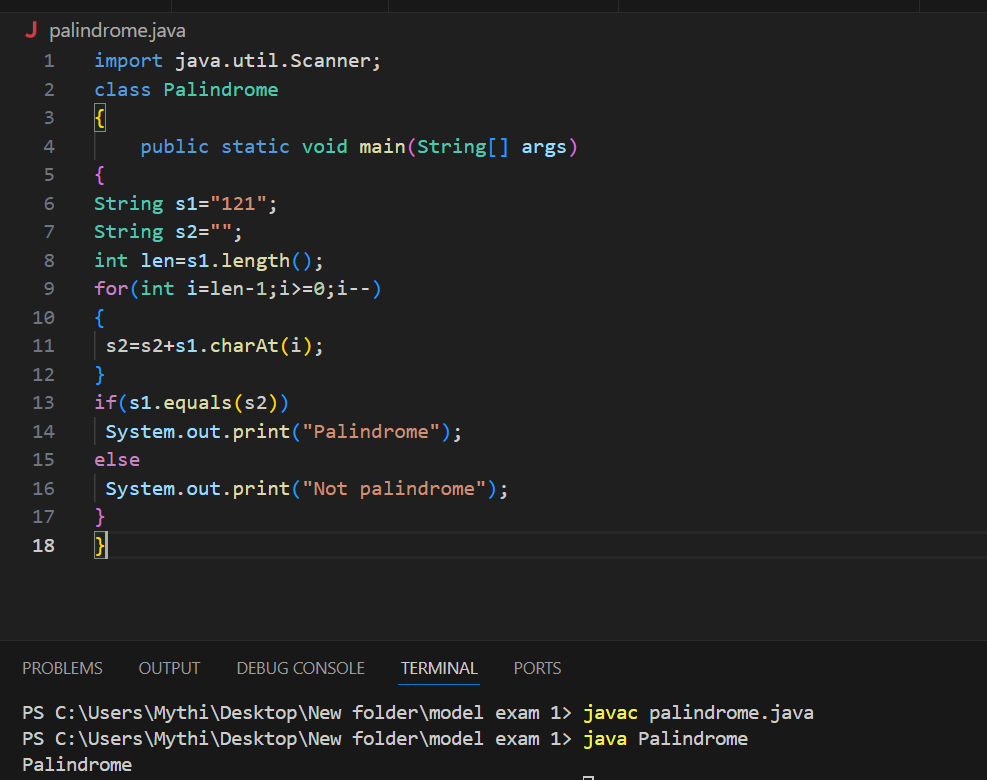 J palindrome.java
1 import java.util.Scanner;
2 class Palindrome
3 {
4     public static void main(String[] args)
5 {
6 String s1="121";
7 String s2="";
8 int len=s1.length();
9 for(int i=len-1;i>=0;i--)
10 {
11  s2=s2+s1.charAt(i);
12 }
13 if(s1.equals(s2))
14  System.out.print("Palindrome");
15 else
16  System.out.print("Not palindrome");
17 }
18 }
PROBLEMS OUTPUT DEBUG CONSOLE TERMINAL PORTS
PS C:\Users\Mythi\Desktop\New folder\model exam 1> javac palindrome.java
PS C:\Users\Mythi\Desktop\New folder\model exam 1> java Palindrome
Palindrome